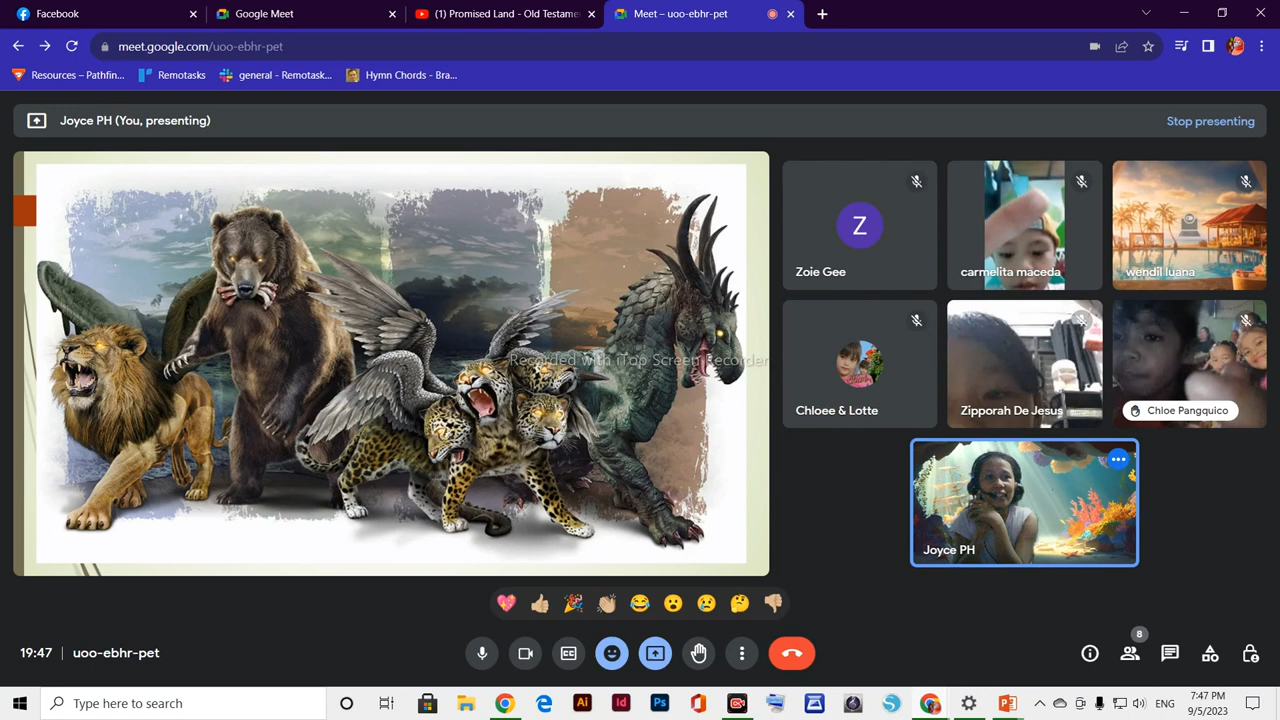 Facebook
Google Meet
(1) Promised Land - Old Testame
Meet – uoo-ebhr-pet
meet.google.com/uoo-ebhr-pet
Resources – Pathfin...
Remotasks
general - Remotask...
Hymn Chords - Bra...
Joyce PH (You, presenting)
Stop presenting
Z
Zoie Gee
carmelita maceda
wendil luana
Recorded with iTop Screen Recorder
Chloee & Lotte
Zipporah De Jesus
Chloe Pangquico
Joyce PH
19:47
uoo-ebhr-pet
8
Type here to search
Ai
Id
Ps
ENG
7:47 PM
9/5/2023